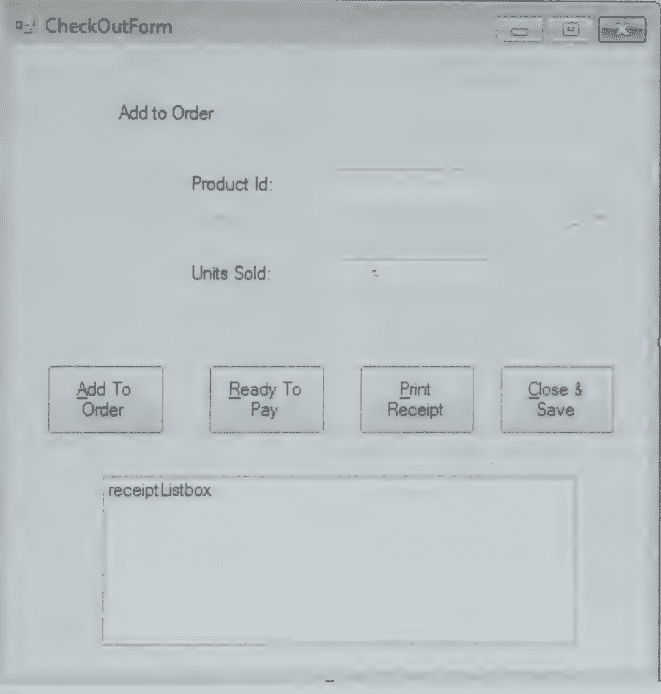 CheckOutForm
Add to Order
Product Id:
Units Sold:
Add To
Order
Ready To
Pay
Print
Receipt
Close &
Save
receiptListbox